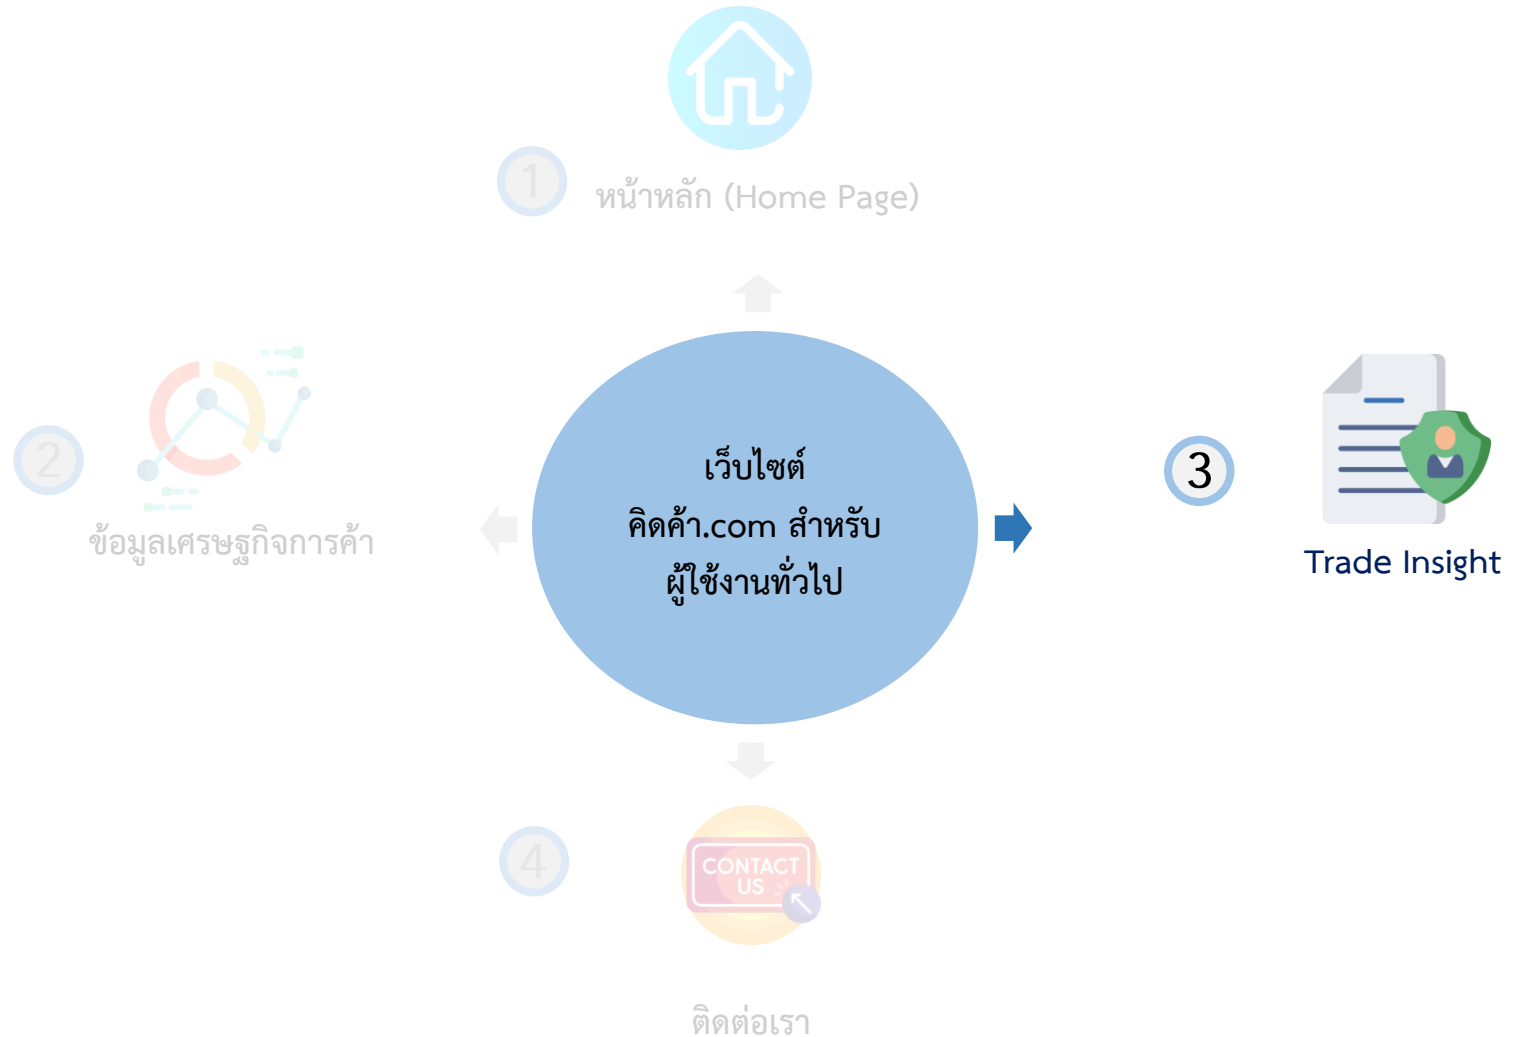 1
หน้าหลัก (Home Page)
2
ข้อมูลเศรษฐกิจการค้า
เว็บไซต์
คิดค้า.com สำหรับ
ผู้ใช้งานทั่วไป
3
Trade Insight
4
CONTACT
US
ติดต่อเรา